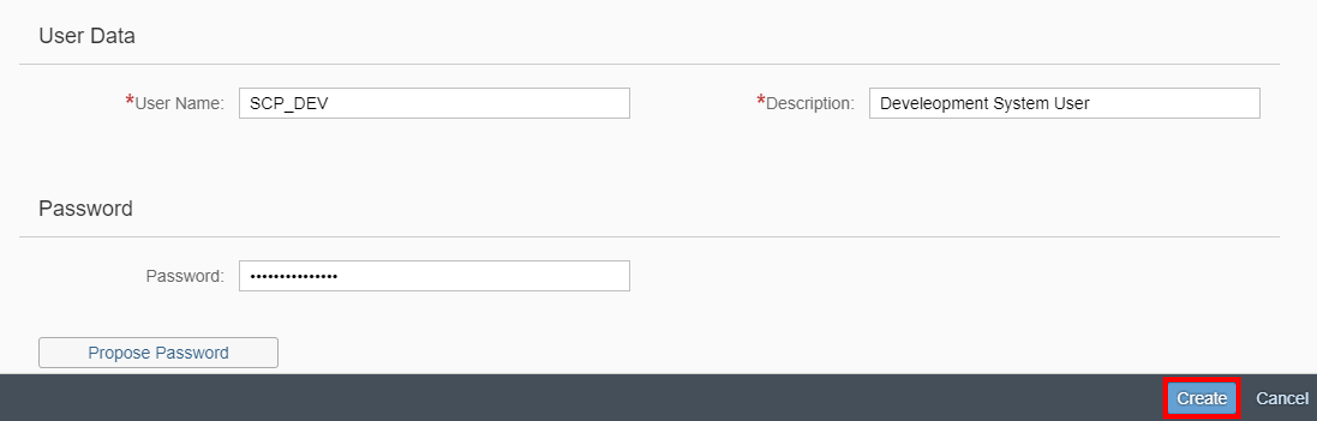 User Data
*User Name: SCP_DEV *Description: Develeopment System User
Password
Password: •••••••••••••••
Propose Password
Create Cancel